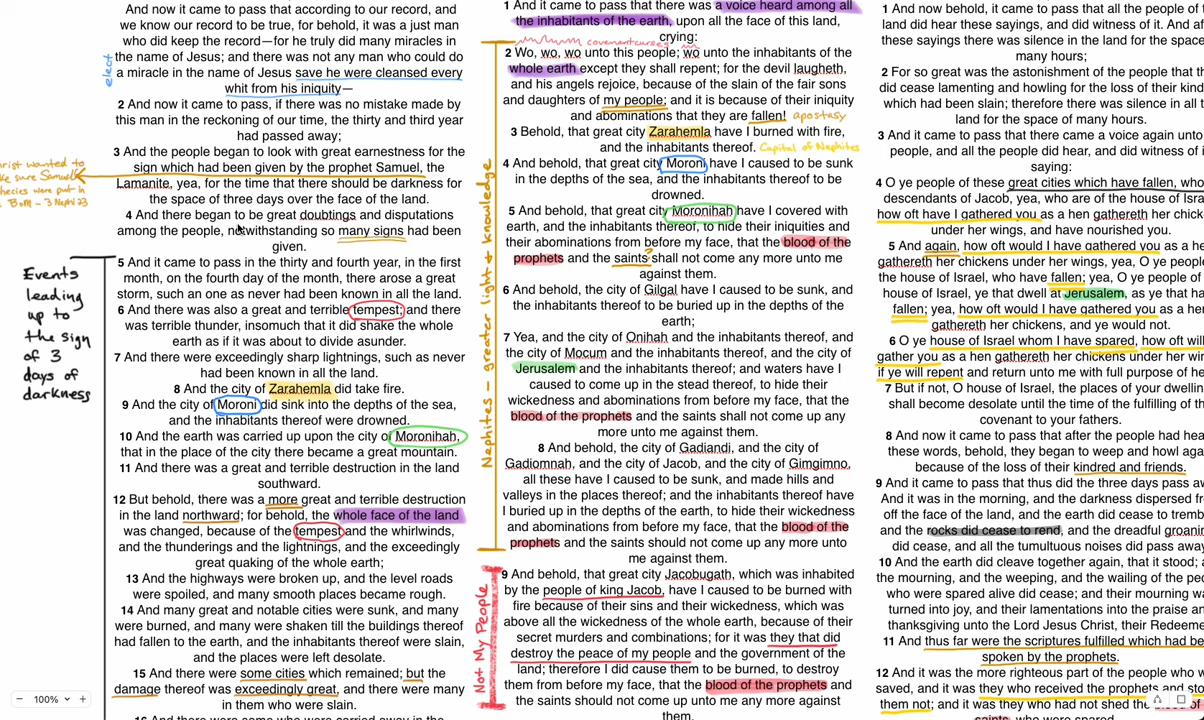 And now it came to pass that according to our record, and
we know our record to be true, for behold, it was a just man
who did keep the record—for he truly did many miracles in
the name of Jesus; and there was not any man who could do
a miracle in the name of Jesus save he were cleansed every
whit from his iniquity—
elect
2 And now it came to pass, if there was no mistake made by
this man in the reckoning of our time, the thirty and third year
had passed away;
3 And the people began to look with great earnestness for the
sign which had been given by the prophet Samuel, the
Lamanite, yea, for the time that there should be darkness for
the space of three days over the face of the land.
4 And there began to be great doubtings and disputations
among the people, notwithstanding so many signs had been
given.
rist wanted to
ke sure Samuel's
hecies were put in
BoM - 3 Nephi 23
5 And it came to pass in the thirty and fourth year, in the first
month, on the fourth day of the month, there arose a great
storm, such an one as never had been known in all the land.
6 And there was also a great and terrible tempest; and there
was terrible thunder, insomuch that it did shake the whole
earth as if it was about to divide asunder.
7 And there were exceedingly sharp lightnings, such as never
had been known in all the land.
8 And the city of Zarahemla did take fire.
9 And the city of Moroni did sink into the depths of the sea,
and the inhabitants thereof were drowned.
10 And the earth was carried up upon the city of Moronihah,
that in the place of the city there became a great mountain.
11 And there was a great and terrible destruction in the land
southward.
12 But behold, there was a more great and terrible destruction
in the land northward; for behold, the whole face of the land
was changed, because of the tempest and the whirlwinds,
and the thunderings and the lightnings, and the exceedingly
great quaking of the whole earth;
13 And the highways were broken up, and the level roads
were spoiled, and many smooth places became rough.
14 And many great and notable cities were sunk, and many
were burned, and many were shaken till the buildings thereof
had fallen to the earth, and the inhabitants thereof were slain,
and the places were left desolate.
15 And there were some cities which remained; but the
damage thereof was exceedingly great, and there were many
in them who were slain.
Events
leading
up to
the sign
of 3
days of
darkness
100%
1 And it came to pass that there was a voice heard among all
the inhabitants of the earth, upon all the face of this land,
crying:
covenant curses
2 Wo, wo, wo unto this people; wo unto the inhabitants of the
whole earth except they shall repent; for the devil laugheth,
and his angels rejoice, because of the slain of the fair sons
and daughters of my people; and it is because of their iniquity
and abominations that they are fallen! apostasy
3 Behold, that great city Zarahemla have I burned with fire,
and the inhabitants thereof. Capital of Nephites
4 And behold, that great city Moroni have I caused to be sunk
in the depths of the sea, and the inhabitants thereof to be
drowned.
5 And behold, that great city Moronihah have I covered with
earth, and the inhabitants thereof, to hide their iniquities and
their abominations from before my face, that the blood of the
prophets and the saints? shall not come any more unto me
against them.
6 And behold, the city of Gilgal have I caused to be sunk, and
the inhabitants thereof to be buried up in the depths of the
earth;
7 Yea, and the city of Onihah and the inhabitants thereof, and
the city of Mocum and the inhabitants thereof, and the city of
Jerusalem and the inhabitants thereof; and waters have I
caused to come up in the stead thereof, to hide their
wickedness and abominations from before my face, that the
blood of the prophets and the saints shall not come up any
more unto me against them.
8 And behold, the city of Gadiandi, and the city of
Gadiomnah, and the city of Jacob, and the city of Gimgimno,
all these have I caused to be sunk, and made hills and
valleys in the places thereof; and the inhabitants thereof have
I buried up in the depths of the earth, to hide their wickedness
and abominations from before my face, that the blood of the
prophets and the saints should not come up any more unto
me against them.
Nephites - greater light & knowledge
9 And behold, that great city Jacobugath, which was inhabited
by the people of king Jacob, have I caused to be burned with
fire because of their sins and their wickedness, which was
above all the wickedness of the whole earth, because of their
secret murders and combinations; for it was they that did
destroy the peace of my people and the government of the
land; therefore I did cause them to be burned, to destroy
them from before my face, that the blood of the prophets and
the saints should not come up unto me any more against
them.
Not My People
1 And now behold, it came to pass that all the people of
land did hear these sayings, and did witness of it. And af
these sayings there was silence in the land for the space
many hours;
2 For so great was the astonishment of the people that th
did cease lamenting and howling for the loss of their kind
which had been slain; therefore there was silence in all t
land for the space of many hours.
3 And it came to pass that there came a voice again unto
people, and all the people did hear, and did witness of it
saying:
4 O ye people of these great cities which have fallen, who
descendants of Jacob, yea, who are of the house of Isra
how oft have I gathered you as a hen gathereth her chick
under her wings, and have nourished you.
5 And again, how oft would I have gathered you as a he
gathereth her chickens under her wings, yea, O ye people
the house of Israel, who have fallen; yea, O ye people of
house of Israel, ye that dwell at Jerusalem, as ye that ha
fallen; yea, how oft would I have gathered you as a hen
gathereth her chickens, and ye would not.
6 O ye house of Israel whom I have spared, how oft will
gather you as a hen gathereth her chickens under her win
if ye will repent and return unto me with full purpose of he
7 But if not, O house of Israel, the places of your dwellin
shall become desolate until the time of the fulfilling of th
covenant to your fathers.
8 And now it came to pass that after the people had hea
these words, behold, they began to weep and howl aga
because of the loss of their kindred and friends.
9 And it came to pass that thus did the three days pass aw
And it was in the morning, and the darkness dispersed fr
off the face of the land, and the earth did cease to tremb
and the rocks did cease to rend, and the dreadful groanin
did cease, and all the tumultuous noises did pass away
10 And the earth did cleave together again, that it stood; a
the mourning, and the weeping, and the wailing of the peo
who were spared alive did cease; and their mourning w
turned into joy, and their lamentations into the praise an
thanksgiving unto the Lord Jesus Christ, their Redeeme
11 And thus far were the scriptures fulfilled which had be
spoken by the prophets.
12 And it was the more righteous part of the people who w
saved, and it was they who received the prophets and sto
them not; and it was they who had not shed the
saints, who were spared